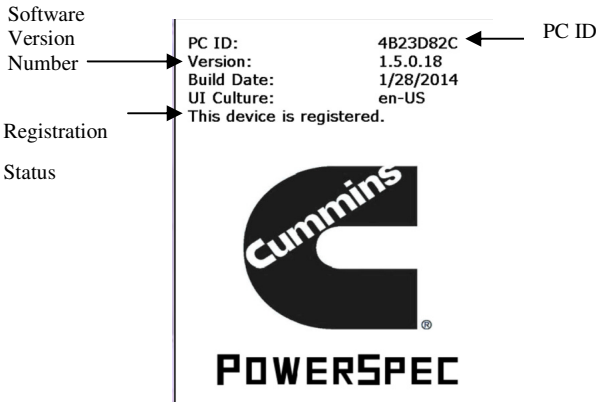 Software
Version
Number
Registration
Status
PC ID: 4B23D82C
Version: 1.5.0.18
Build Date: 1/28/2014
UI Culture: en-US
This device is registered.
PC ID
Cummins
®
POWERSPEC